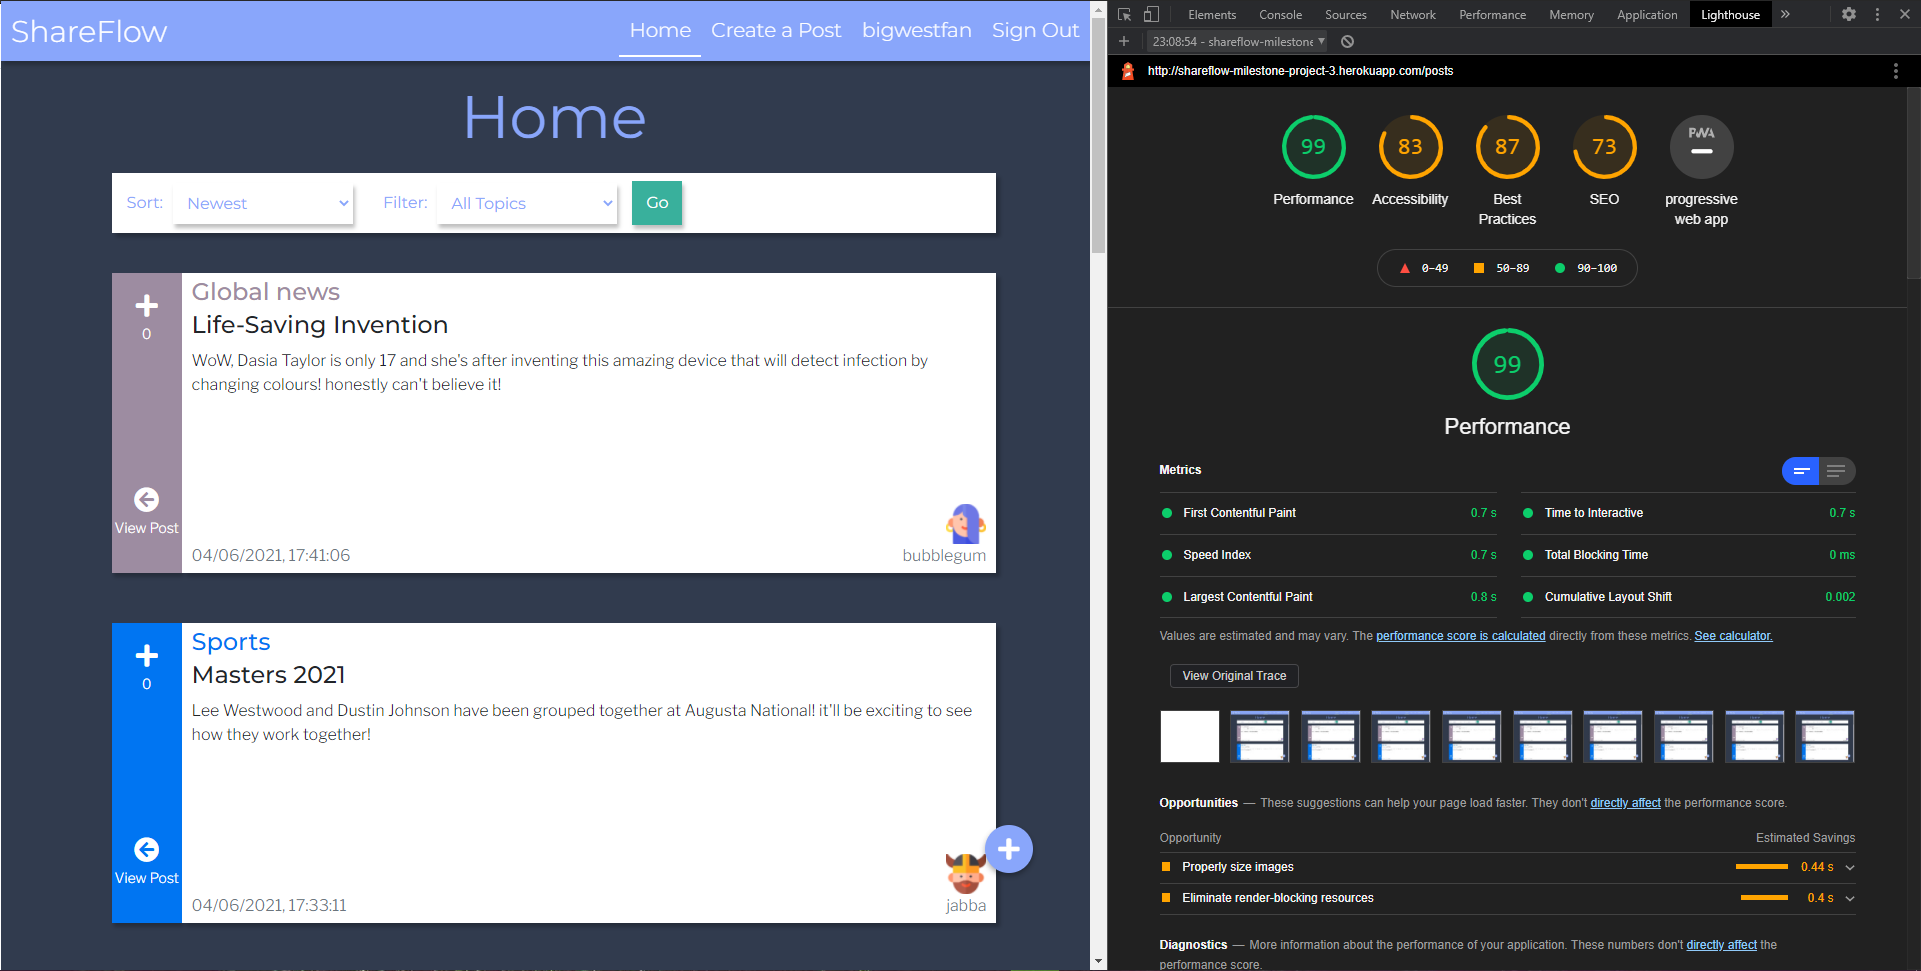 ShareFlow
Home Create a Post bigwestfan Sign Out
Home
Sort: Newest Filter: All Topics Go
Global news
Life-Saving Invention
0
WoW, Dasia Taylor is only 17 and she's after inventing this amazing device that will detect infection by
changing colours! honestly can't believe it!
View Post
04/06/2021, 17:41:06
bubblegum
Sports
Masters 2021
0
Lee Westwood and Dustin Johnson have been grouped together at Augusta National! it'll be exciting to see
how they work together!
View Post
04/06/2021, 17:33:11
jabba
Elements Console Sources Network Performance Memory Application Lighthouse
23:08:54 - shareflow-milestone
http://shareflow-milestone-project-3.herokuapp.com/posts
99 83 87 73 PWA
Performance Accessibility Best Practices SEO progressive web app
0–49 50–89 90–100
99
Performance
Metrics
First Contentful Paint 0.7 s
Time to Interactive 0.7 s
Speed Index 0.7 s
Total Blocking Time 0 ms
Largest Contentful Paint 0.8 s
Cumulative Layout Shift 0.002
Values are estimated and may vary. The performance score is calculated directly from these metrics. See calculator.
View Original Trace
Opportunities — These suggestions can help your page load faster. They don't directly affect the performance score.
Opportunity Estimated Savings
Properly size images 0.44 s
Eliminate render-blocking resources 0.4 s
Diagnostics — More information about the performance of your application. These numbers don't directly affect the
performance score.